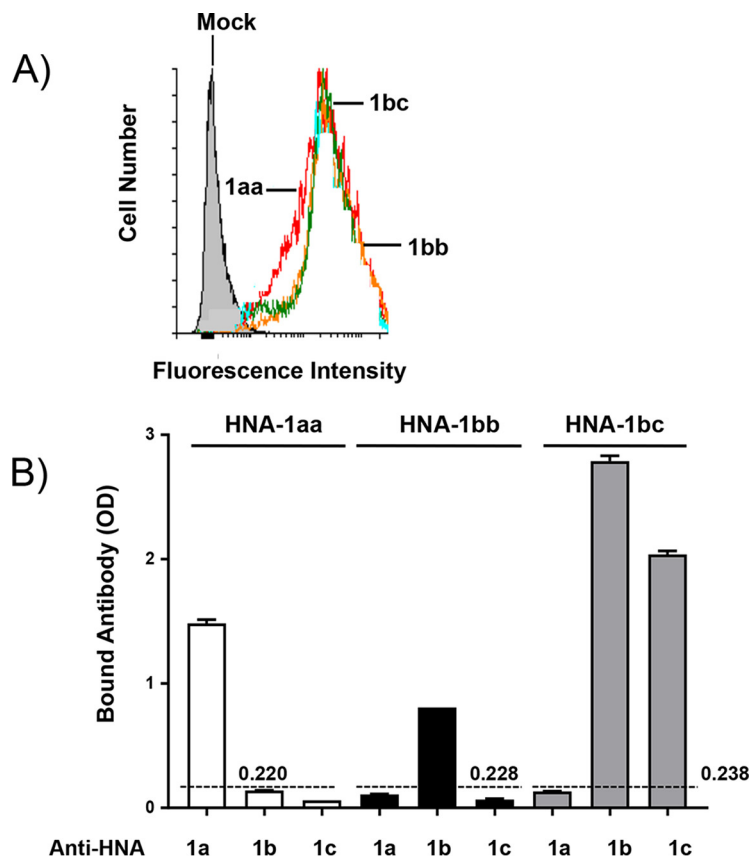 A)
Mock
1bc
1aa
1bb
Cell Number
Fluorescence Intensity
B)
HNA-1aa HNA-1bb HNA-1bc
Bound Antibody (OD)
3
2
1
0
0.220 0.228 0.238
Anti-HNA 1a 1b 1c 1a 1b 1c 1a 1b 1c